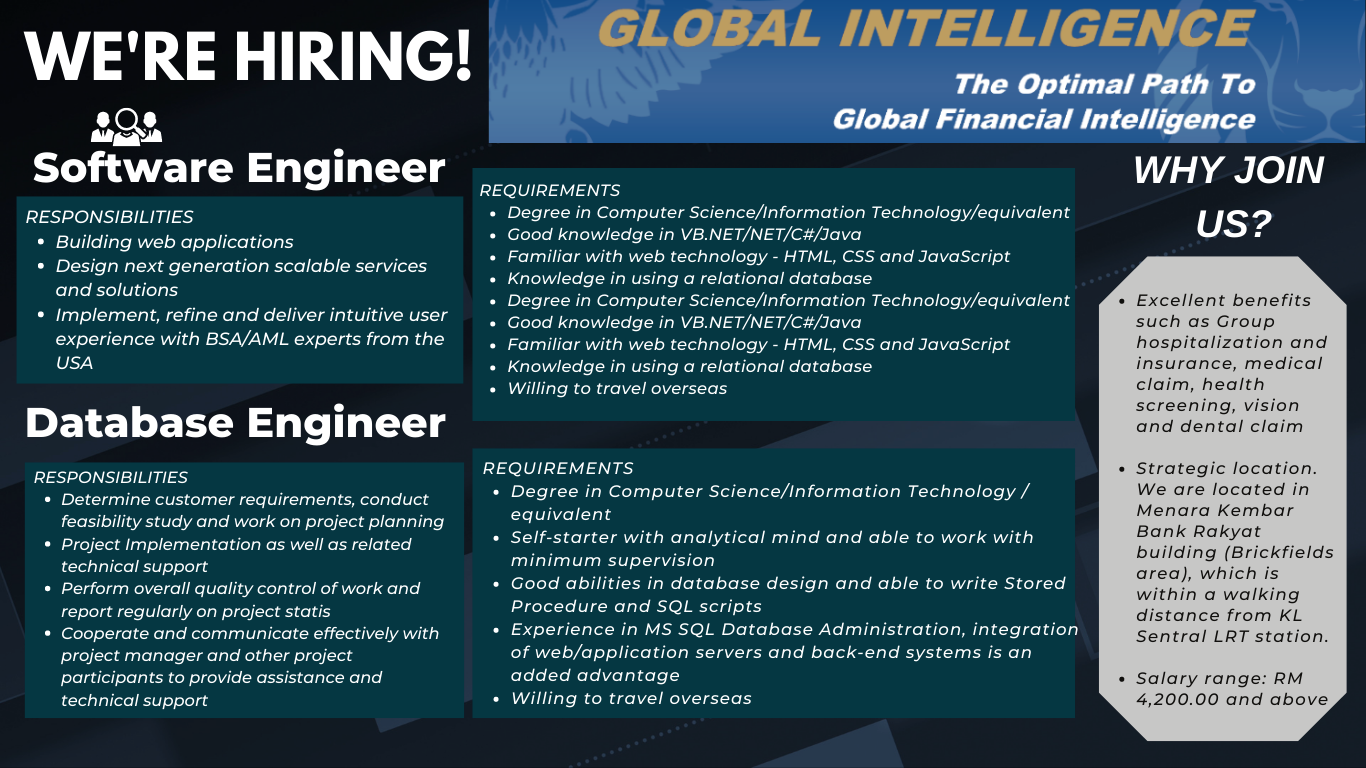 WE'RE HIRING!
GLOBAL INTELLIGENCE
The Optimal Path To
Global Financial Intelligence
Software Engineer
RESPONSIBILITIES
• Building web applications
• Design next generation scalable services
and solutions
• Implement, refine and deliver intuitive user
experience with BSA/AML experts from the
USA
REQUIREMENTS
• Degree in Computer Science/Information Technology/equivalent
• Good knowledge in VB.NET/NET/C#/Java
• Familiar with web technology - HTML, CSS and JavaScript
• Knowledge in using a relational database
• Degree in Computer Science/Information Technology/equivalent
• Good knowledge in VB.NET/NET/C#/Java
• Familiar with web technology - HTML, CSS and JavaScript
• Knowledge in using a relational database
• Willing to travel overseas
Database Engineer
RESPONSIBILITIES
• Determine customer requirements, conduct
feasibility study and work on project planning
• Project Implementation as well as related
technical support
• Perform overall quality control of work and
report regularly on project statis
• Cooperate and communicate effectively with
project manager and other project
participants to provide assistance and
technical support
REQUIREMENTS
• Degree in Computer Science/Information Technology /
equivalent
• Self-starter with analytical mind and able to work with
minimum supervision
• Good abilities in database design and able to write Stored
Procedure and SQL scripts
• Experience in MS SQL Database Administration, integration
of web/application servers and back-end systems is an
added advantage
• Willing to travel overseas
WHY JOIN
US?
• Excellent benefits
such as Group
hospitalization and
insurance, medical
claim, health
screening, vision
and dental claim
• Strategic location.
We are located in
Menara Kembar
Bank Rakyat
building (Brickfields
area), which is
within a walking
distance from KL
Sentral LRT station.
• Salary range: RM
4,200.00 and above